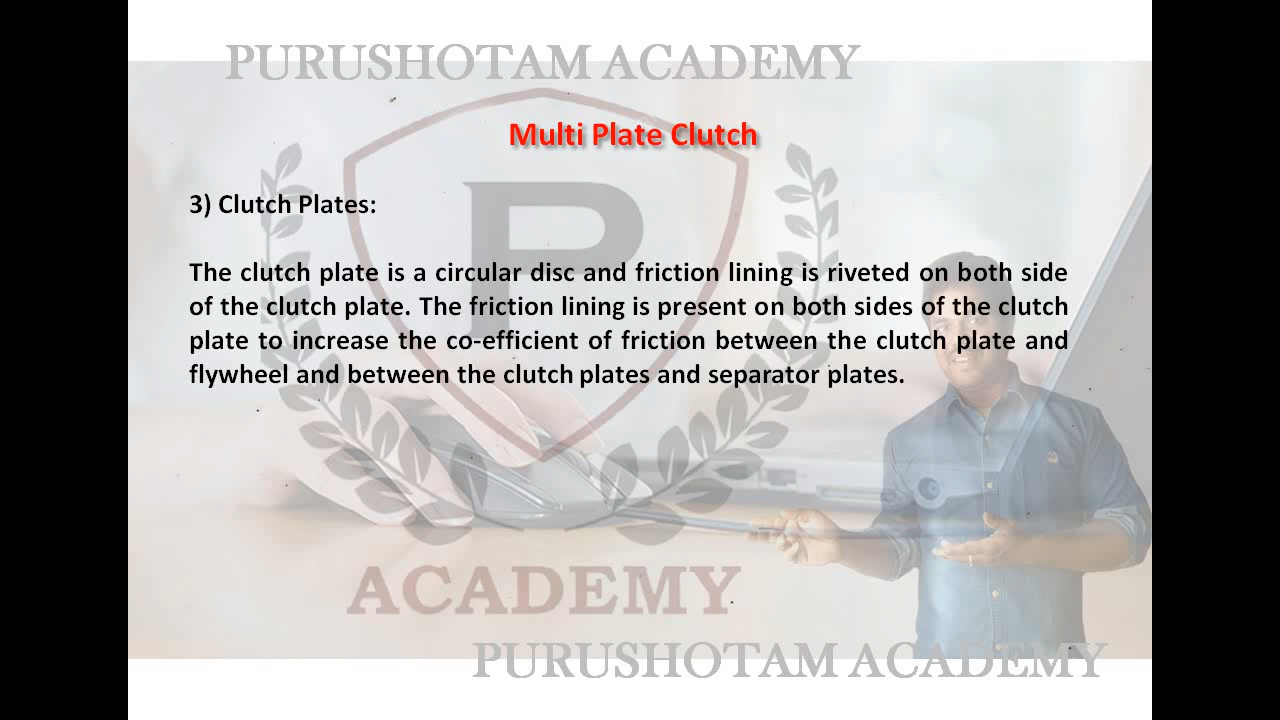 PURUSHOTAM ACADEMY
Multi Plate Clutch
P
3) Clutch Plates:
The clutch plate is a circular disc and friction lining is riveted on both side
of the clutch plate. The friction lining is present on both sides of the clutch
plate to increase the co-efficient of friction between the clutch plate and
flywheel and between the clutch plates and separator plates.
ACADEMY
PURUSHOTAM ACADEMY